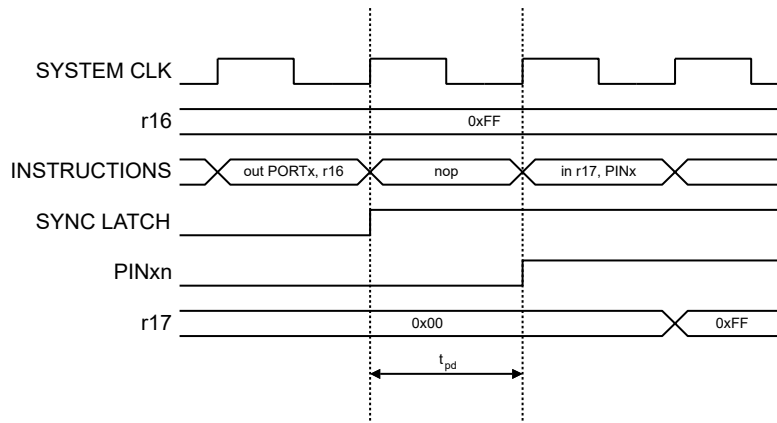 SYSTEM CLK
r16
0xFF
INSTRUCTIONS
out PORTx, r16
nop
in r17, PINx
SYNC LATCH
PINxn
r17
0x00
0xFF
tpd